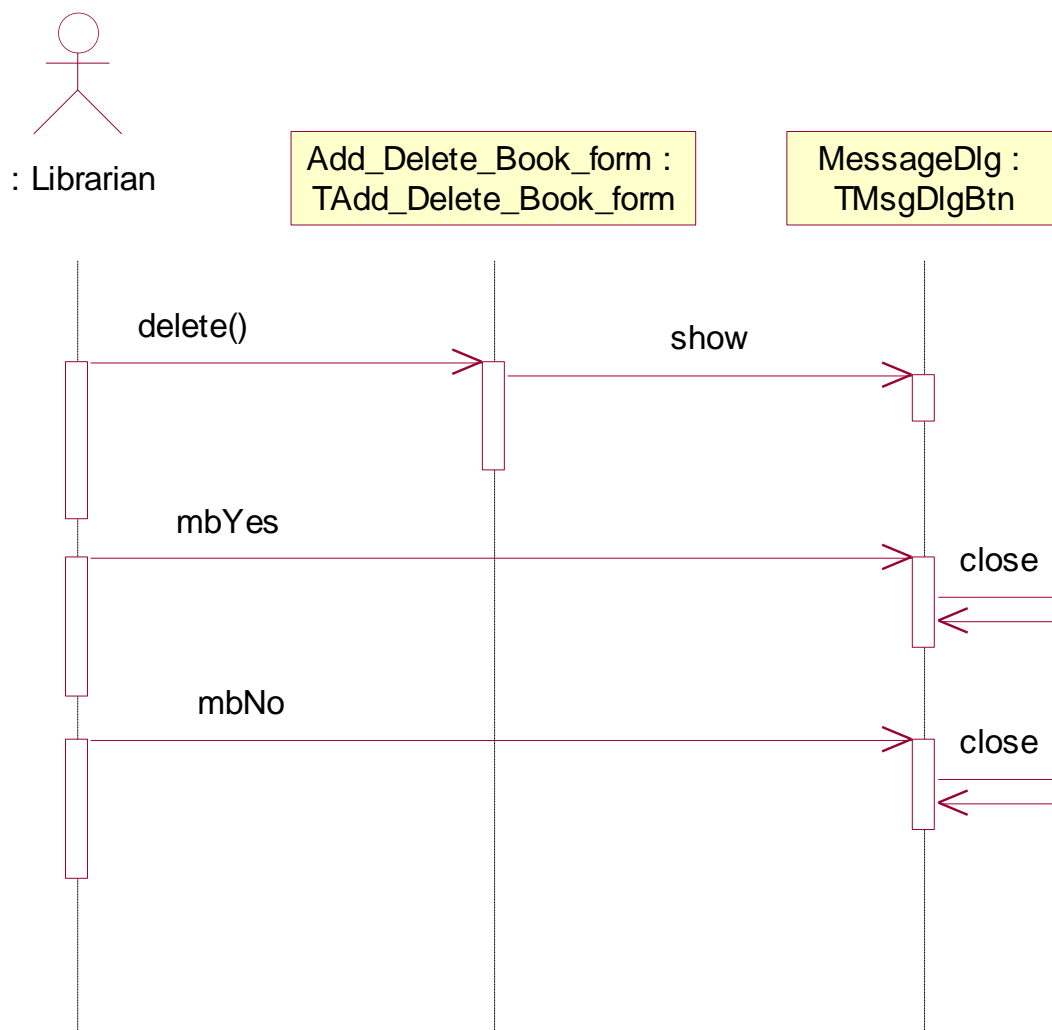 : Librarian
Add_Delete_Book_form :
TAdd_Delete_Book_form
MessageDlg :
TMsgDlgBtn
delete()
show
mbYes
close
mbNo
close